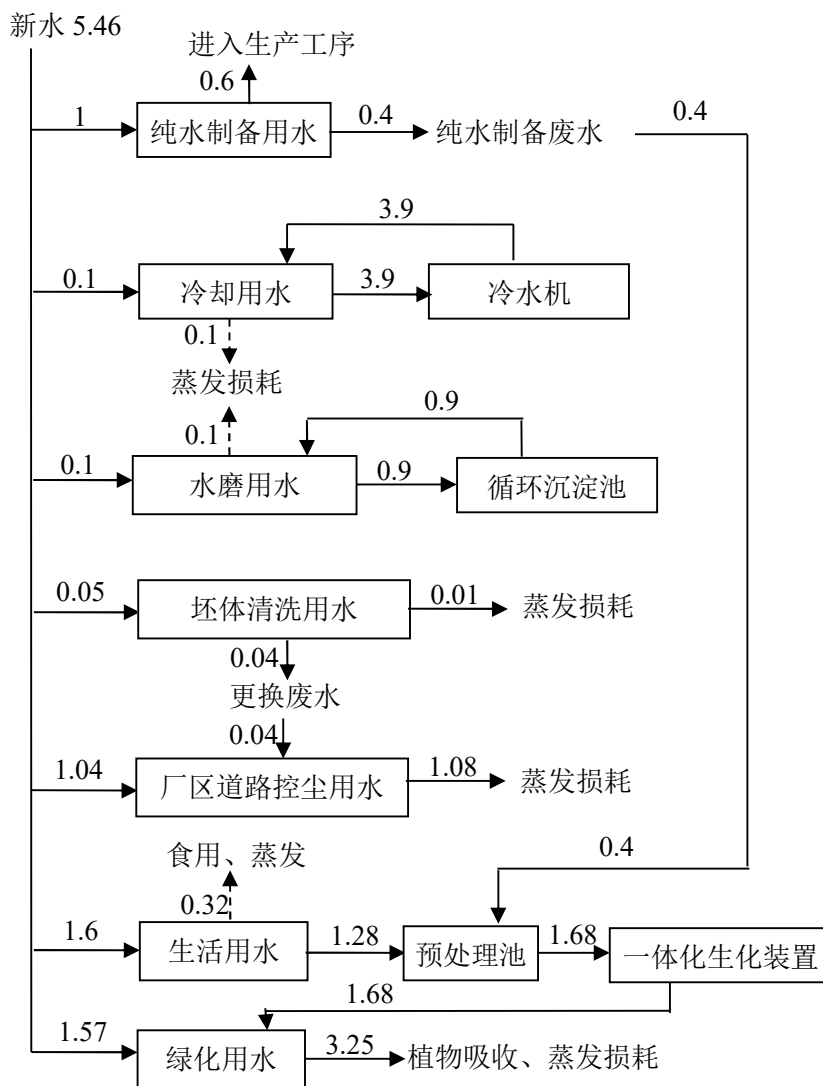 新水 5.46
进入生产工序
0.6
1
纯水制备用水
0.4
纯水制备废水
0.4
3.9
0.1
冷却用水
3.9
冷水机
0.1
蒸发损耗
0.9
0.1
0.1
水磨用水
0.9
循环沉淀池
0.05
坯体清洗用水
0.01
蒸发损耗
0.04
更换废水
0.04
1.04
厂区道路控尘用水
1.08
蒸发损耗
食用、蒸发
0.4
0.32
1.6
生活用水
1.28
预处理池
1.68
一体化生化装置
1.68
1.57
绿化用水
3.25
植物吸收、蒸发损耗